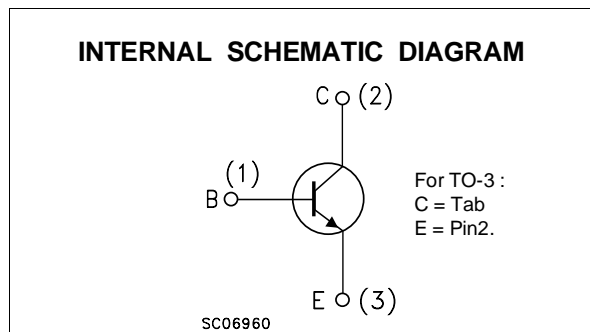 INTERNAL SCHEMATIC DIAGRAM
C (2)
(1)
B
For TO-3 :
C = Tab
E = Pin2.
E (3)
SC06960